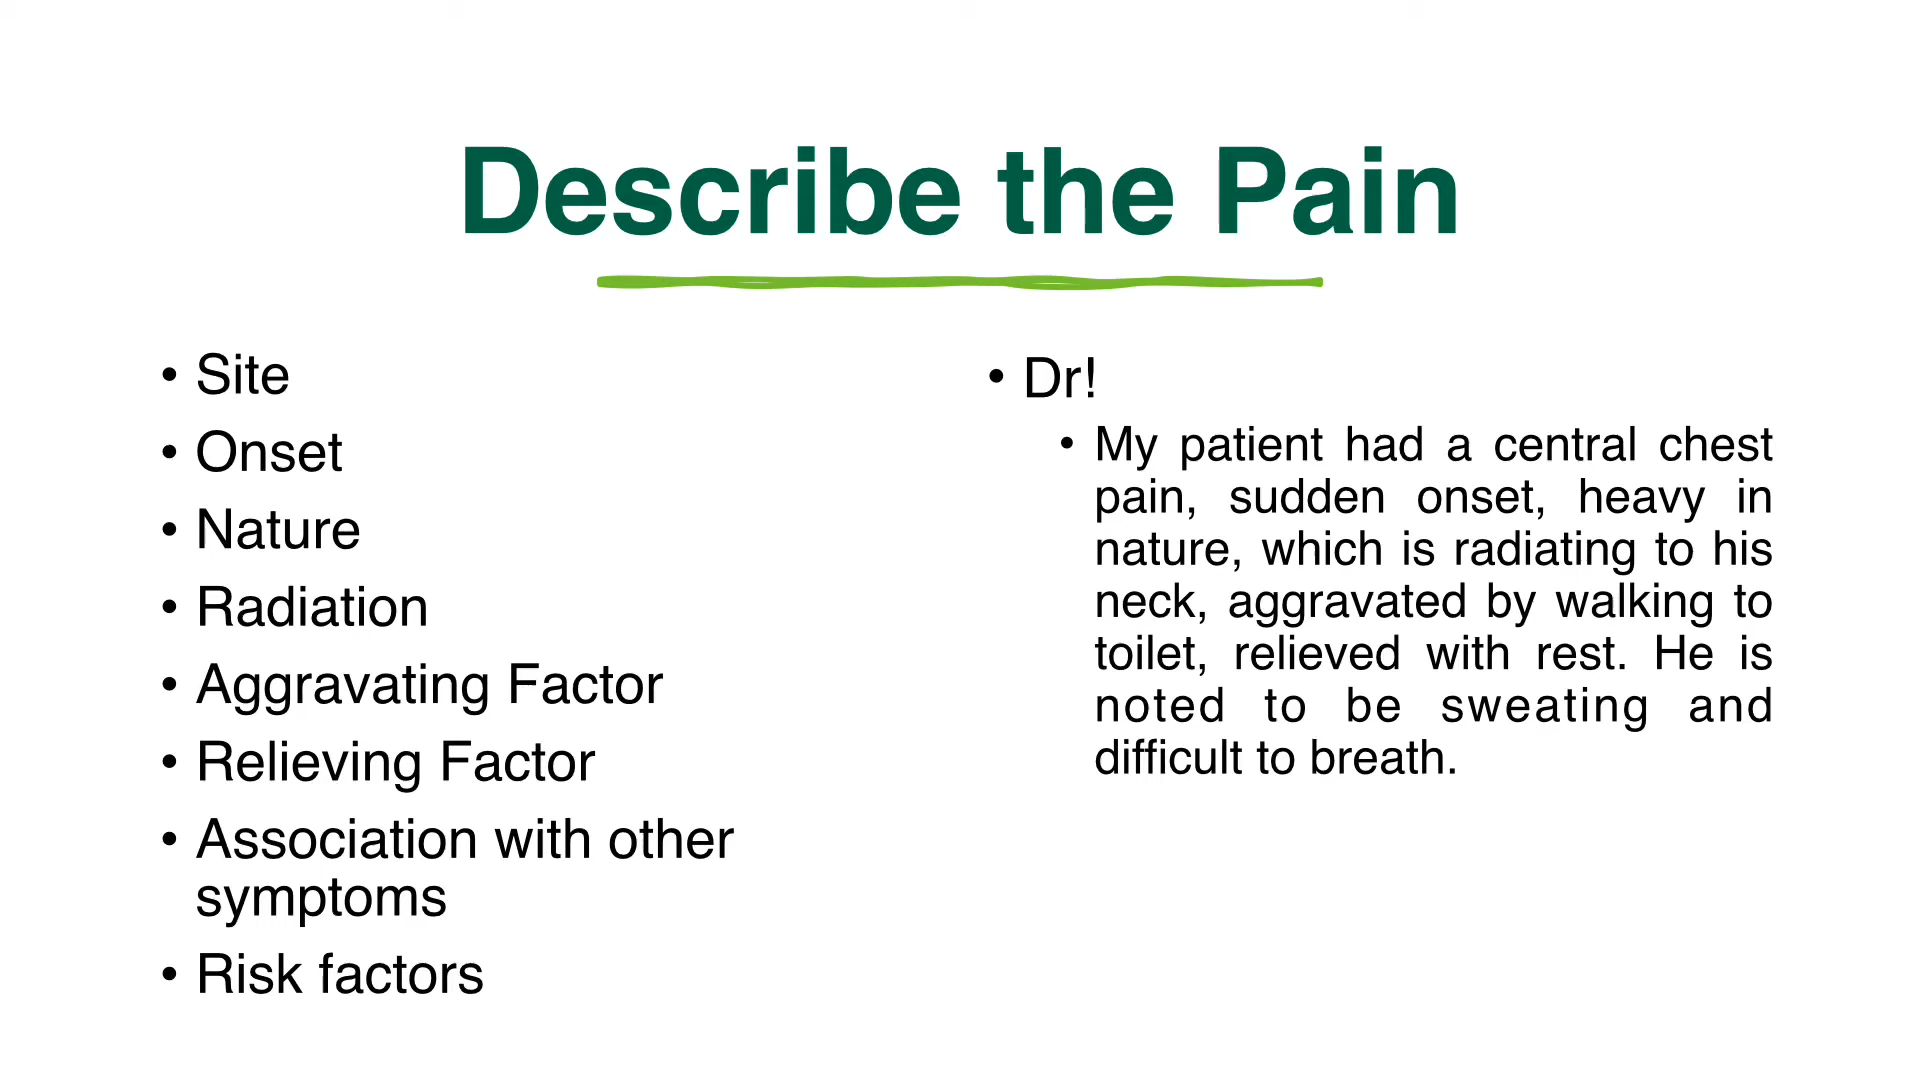 Describe the Pain
• Site
• Onset
• Nature
• Radiation
• Aggravating Factor
• Relieving Factor
• Association with other
symptoms
• Risk factors
• Dr!
• My patient had a central chest
pain, sudden onset, heavy in
nature, which is radiating to his
neck, aggravated by walking to
toilet, relieved with rest. He is
noted to be sweating and
difficult to breath.